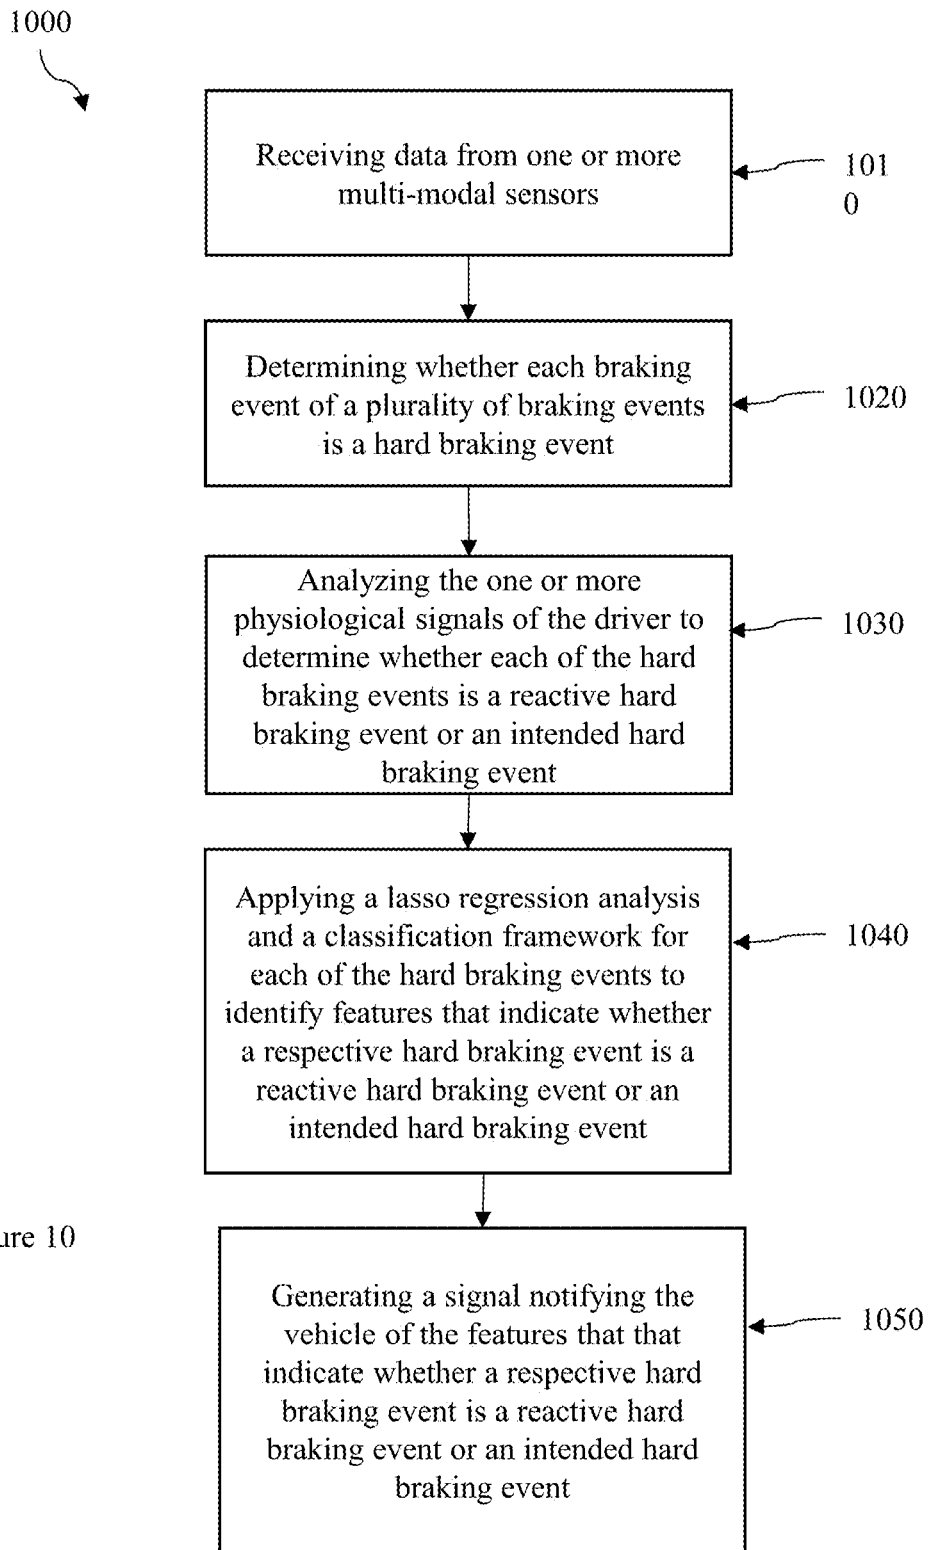 1000
Receiving data from one or more
multi-modal sensors
101
0
Determining whether each braking
event of a plurality of braking events
is a hard braking event
1020
Analyzing the one or more
physiological signals of the driver to
determine whether each of the hard
braking events is a reactive hard
braking event or an intended hard
braking event
1030
Applying a lasso regression analysis
and a classification framework for
each of the hard braking events to
identify features that indicate whether
a respective hard braking event is a
reactive hard braking event or an
intended hard braking event
1040
ure 10
Generating a signal notifying the
vehicle of the features that that
indicate whether a respective hard
braking event is a reactive hard
braking event or an intended hard
braking event
1050